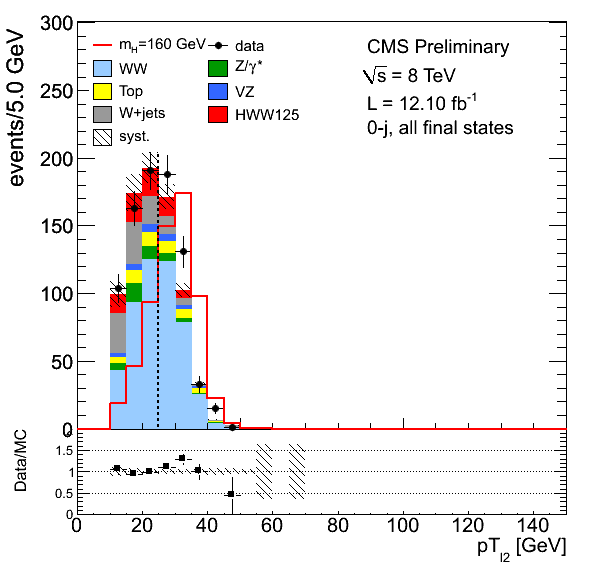 events/5.0 GeV
300
250
200
150
100
50
0
m_H=160 GeV
data
WW
Z/γ*
Top
VZ
W+jets
HWW125
syst.
CMS Preliminary
√s = 8 TeV
L = 12.10 fb⁻¹
0-j, all final states
Data/MC
2
1.5
1
0.5
0
0 20 40 60 80 100 120 140
pT_l2 [GeV]